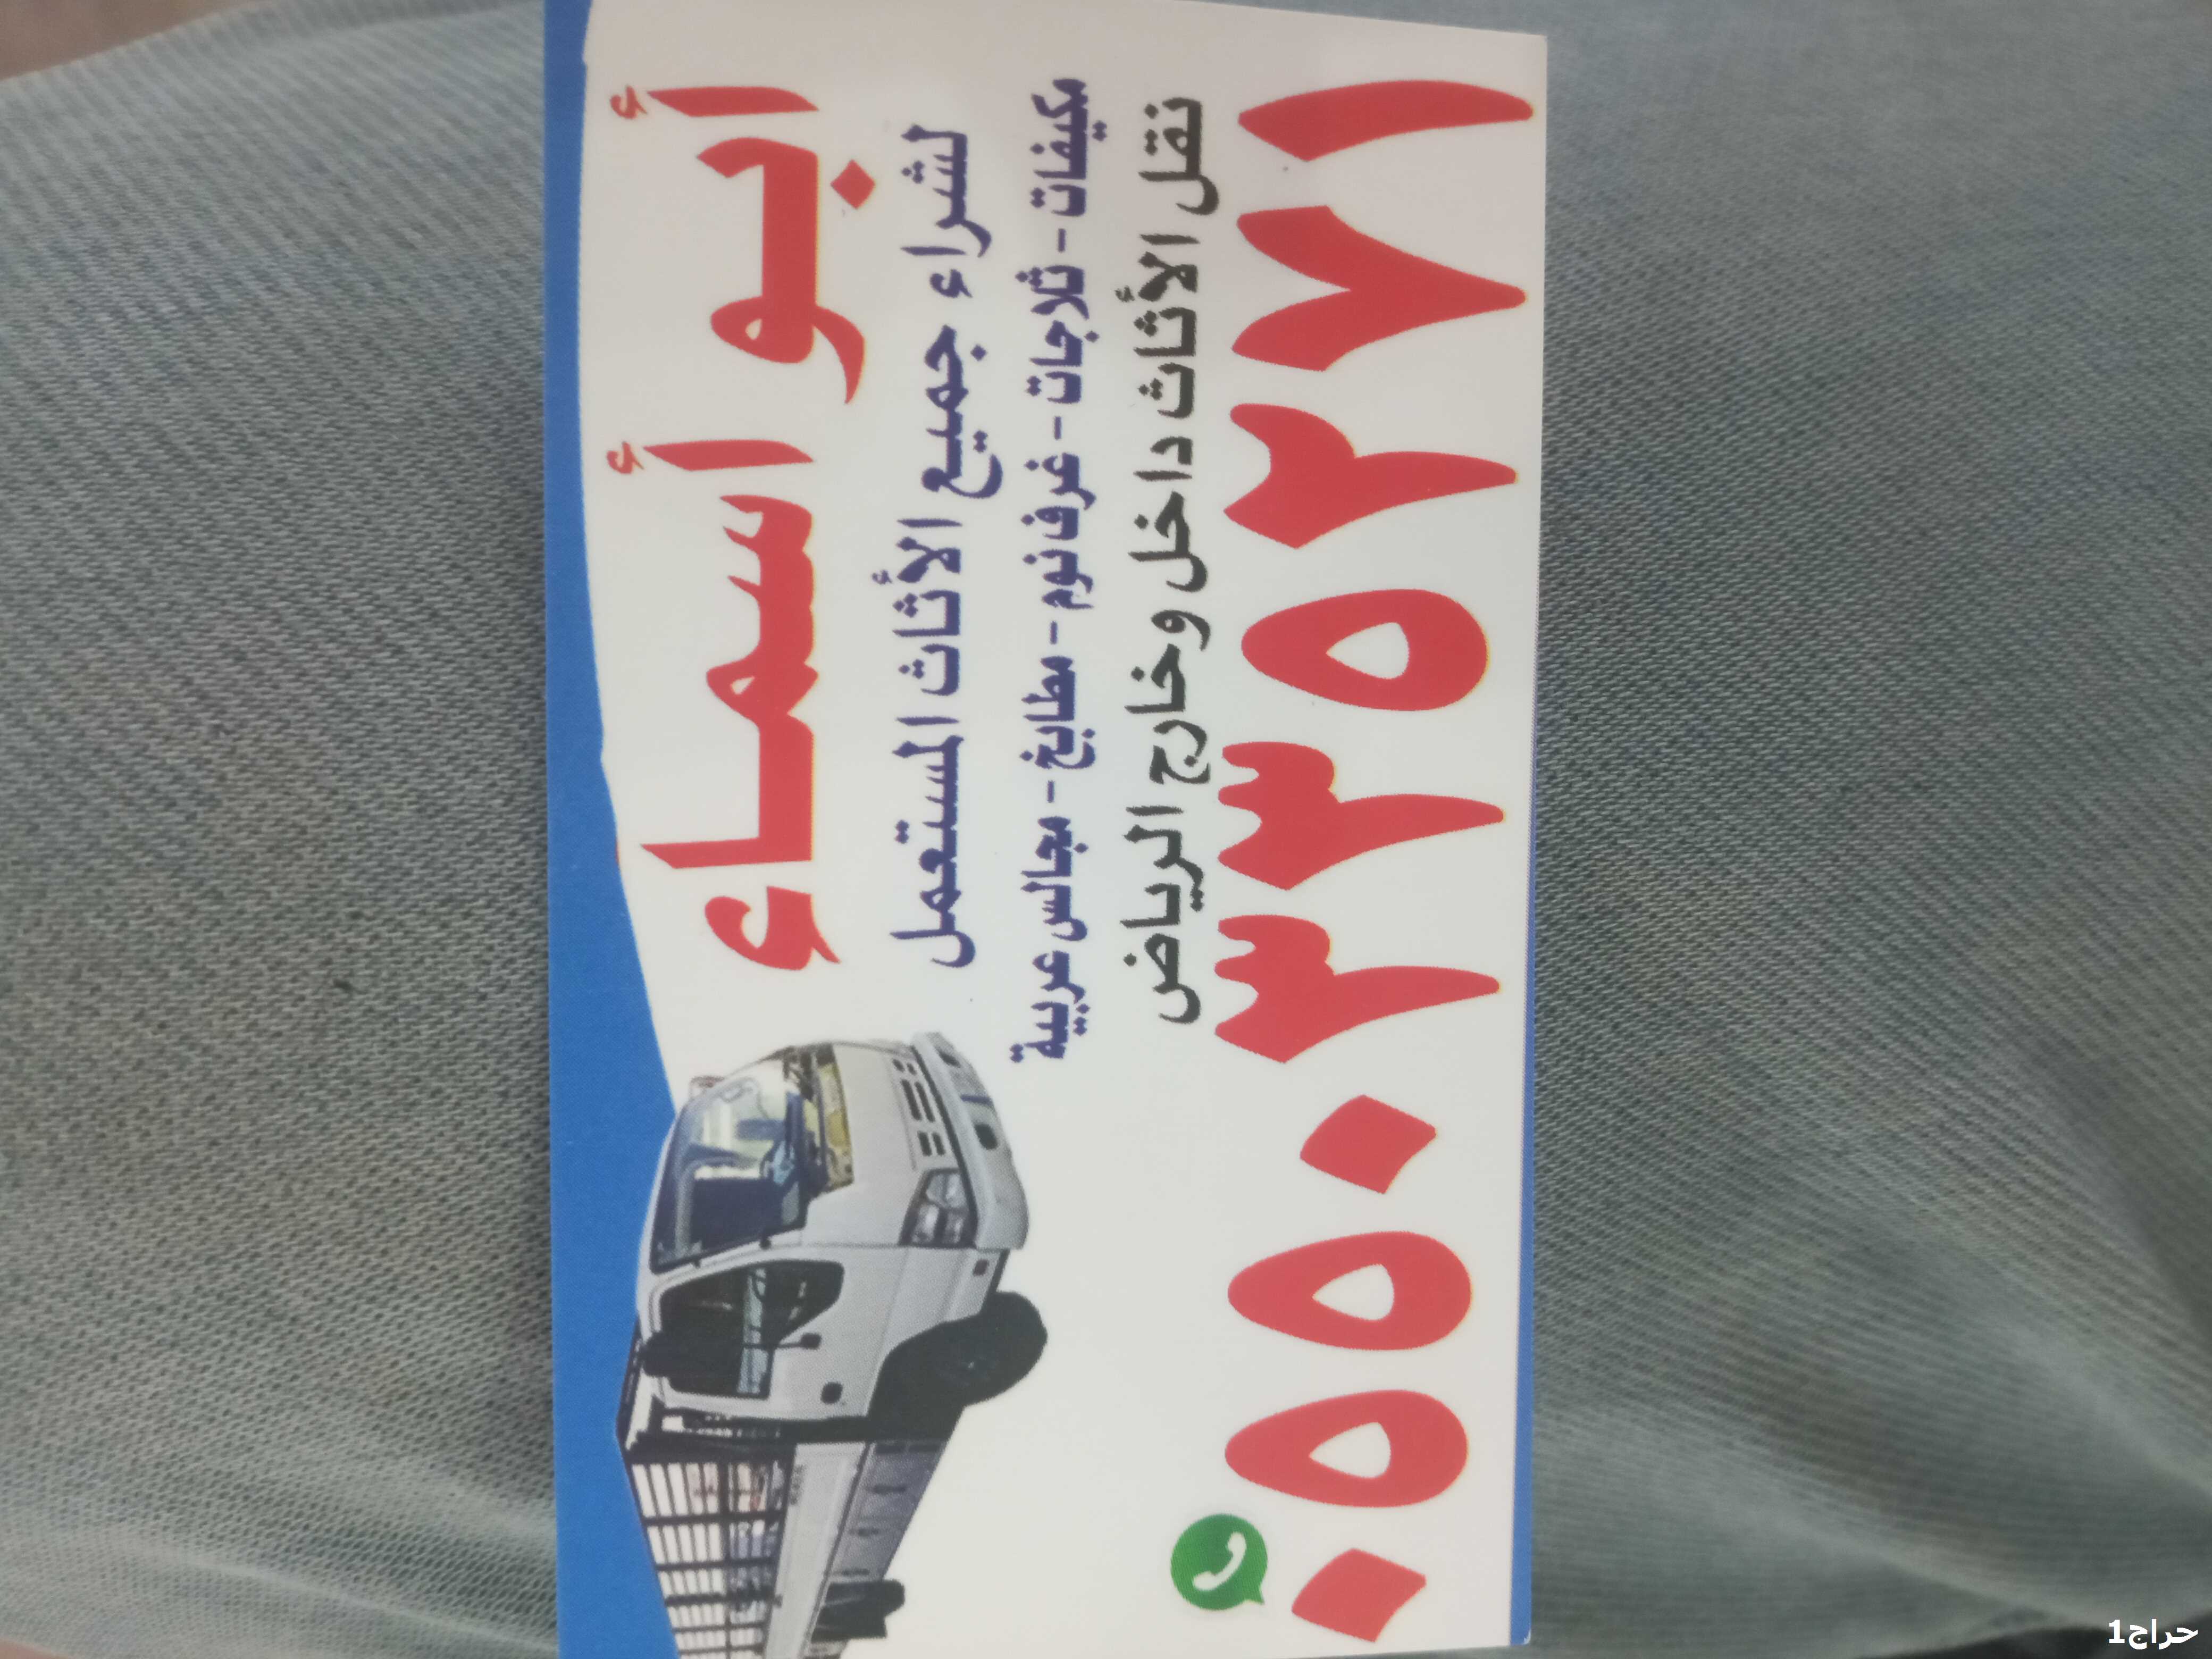 أبو أسماء
لشراء جميع الأثاث المستعمل
مكيفات - ثلاجات - غرف نوم - مطابخ - مجالس عربية
نقل الأثاث داخل وخارج الرياض
٠٥٥٠٣٣٥٢٧١
حراج1